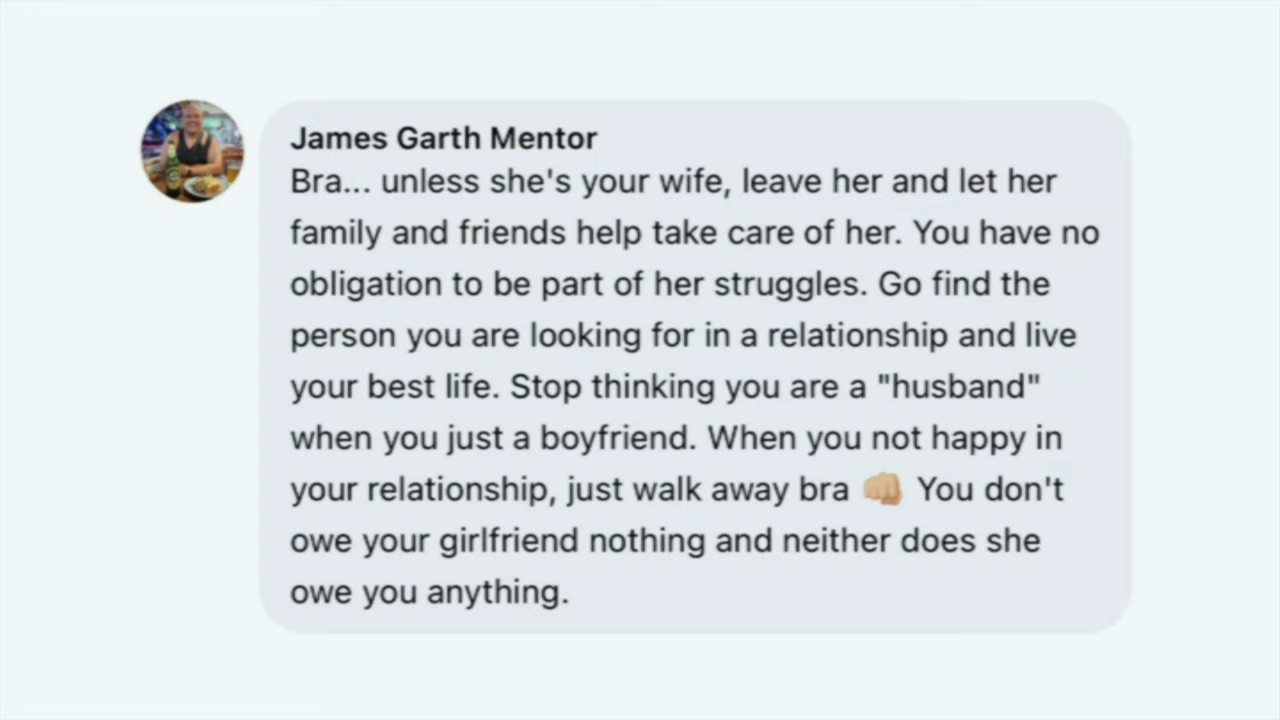 James Garth Mentor
Bra... unless she's your wife, leave her and let her
family and friends help take care of her. You have no
obligation to be part of her struggles. Go find the
person you are looking for in a relationship and live
your best life. Stop thinking you are a "husband"
when you just a boyfriend. When you not happy in
your relationship, just walk away bra 👊🏼 You don't
owe your girlfriend nothing and neither does she
owe you anything.